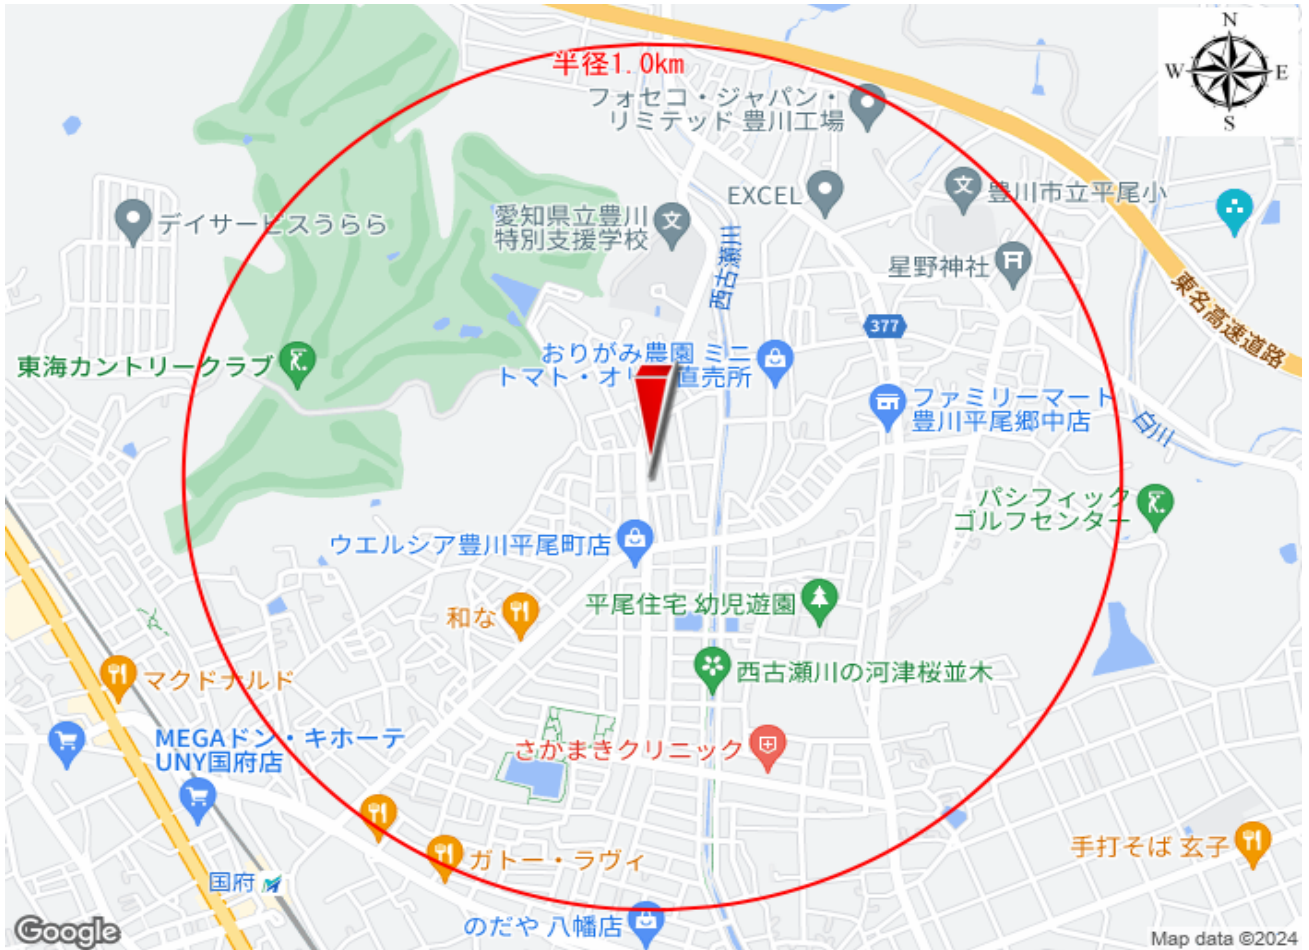 N
W E
S
半径1.0km
フォセコ・ジャパン・
リミテッド 豊川工場
EXCEL
豊川市立平尾小
デイサービスうらら
愛知県立豊川
特別支援学校
西古瀬川
星野神社
東名高速道路
377
おりがみ農園 ミニ
トマト・オリ 直売所
東海カントリークラブ
ファミリーマート
豊川平尾郷中店
白川
パシフィック
ゴルフセンター
ウエルシア豊川平尾町店
平尾住宅 幼児遊園
和な
西古瀬川の河津桜並木
マクドナルド
MEGAドン・キホーテ
UNY国府店
さかまきクリニック
手打そば 玄子
ガトー・ラヴィ
国府
のだや 八幡店
Google
Map data ©2024